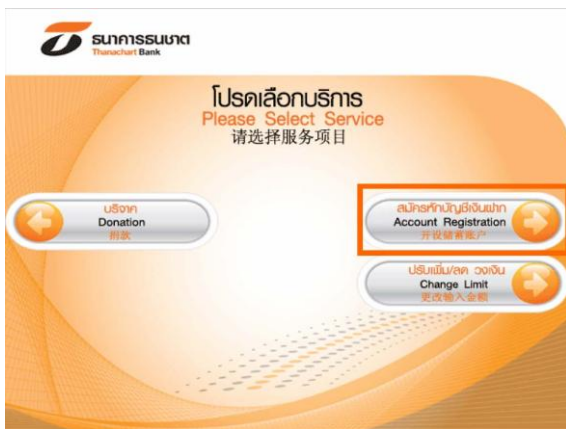 ธนาคารธนชาต
Thanachart Bank
โปรดเลือกบริการ
Please Select Service
请选择服务项目
บริจาค
Donation
捐款
สมัครหักบัญชีเงินฝาก
Account Registration
开设储蓄账户
ปรับเพิ่ม/ลด วงเงิน
Change Limit
更改输入金额